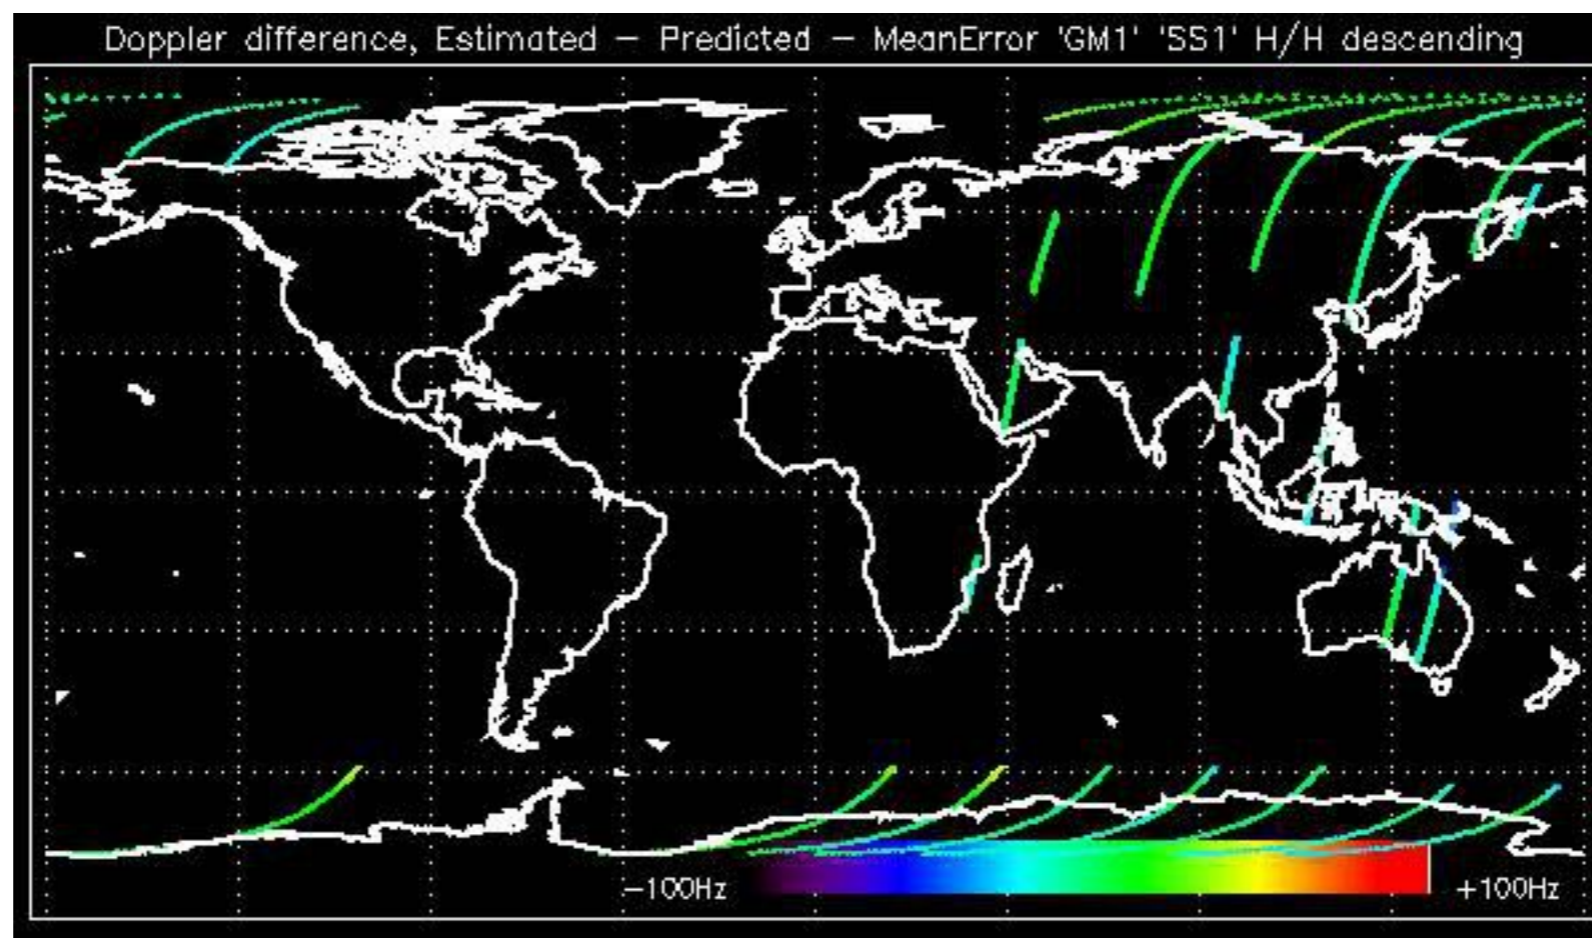 Doppler difference, Estimated – Predicted – MeanError 'GM1' 'SS1' H/H descending
–100Hz +100Hz